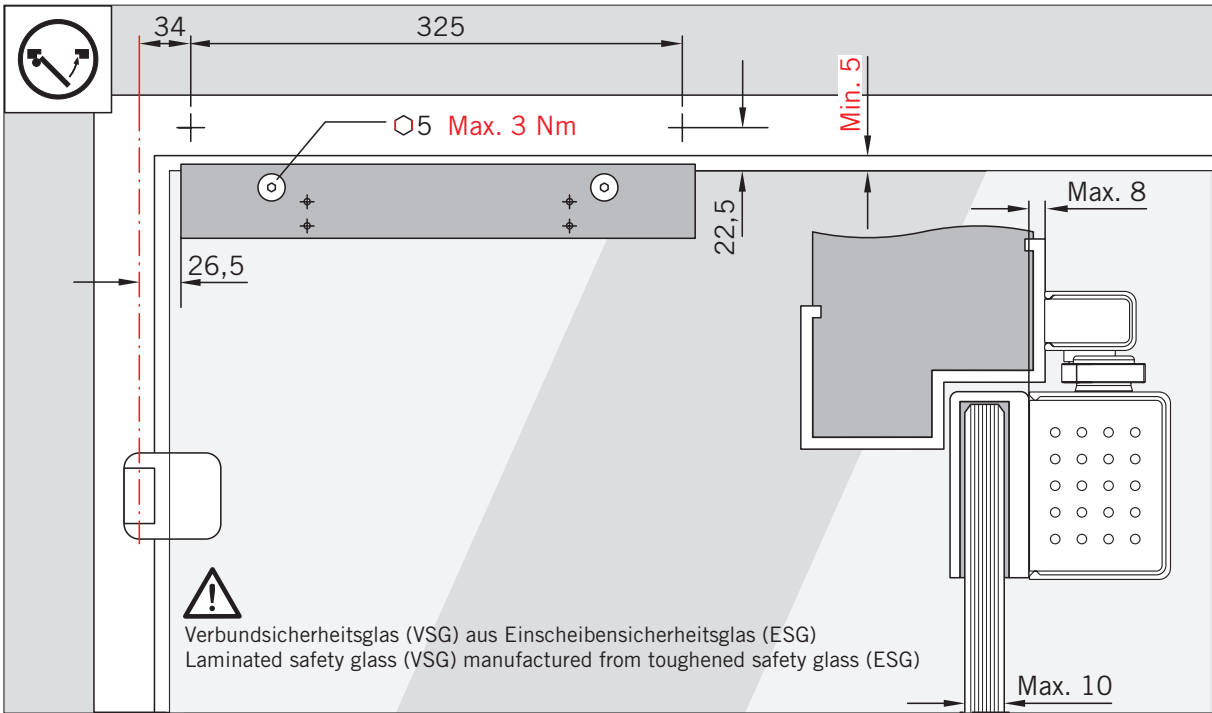 34
325
Min. 5
⬡5 Max. 3 Nm
Max. 8
22,5
26,5
Verbundsicherheitsglas (VSG) aus Einscheibensicherheitsglas (ESG)
Laminated safety glass (VSG) manufactured from toughened safety glass (ESG)
Max. 10